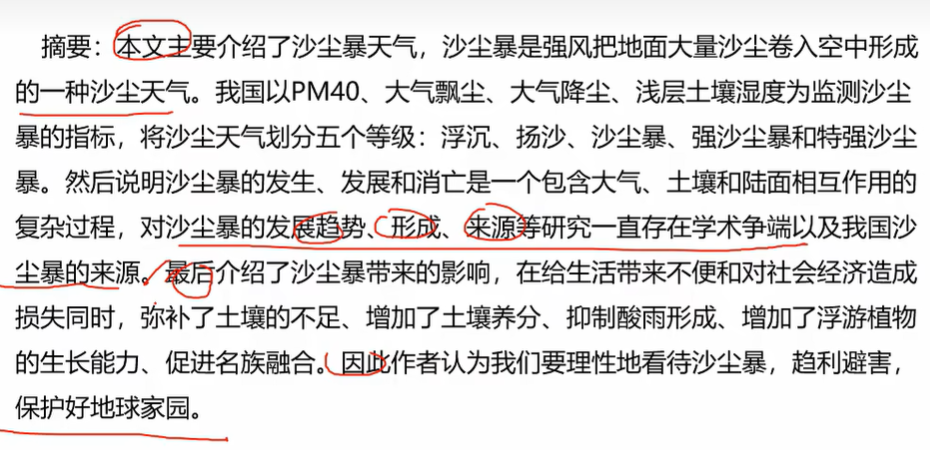 摘要：本文主要介绍了沙尘暴天气，沙尘暴是强风把地面大量沙尘卷入空中形成
的一种沙尘天气。我国以PM40、大气飘尘、大气降尘、浅层土壤湿度为监测沙尘
暴的指标，将沙尘天气划分五个等级：浮沉、扬沙、沙尘暴、强沙尘暴和特强沙尘
暴。然后说明沙尘暴的发生、发展和消亡是一个包含大气、土壤和陆面相互作用的
复杂过程，对沙尘暴的发展趋势、形成、来源等研究一直存在学术争端以及我国沙
尘暴的来源。最后介绍了沙尘暴带来的影响，在给生活带来不便和对社会经济造成
损失同时，弥补了土壤的不足、增加了土壤养分、抑制酸雨形成、增加了浮游植物
的生长能力、促进名族融合。因此作者认为我们要理性地看待沙尘暴，趋利避害，
保护好地球家园。